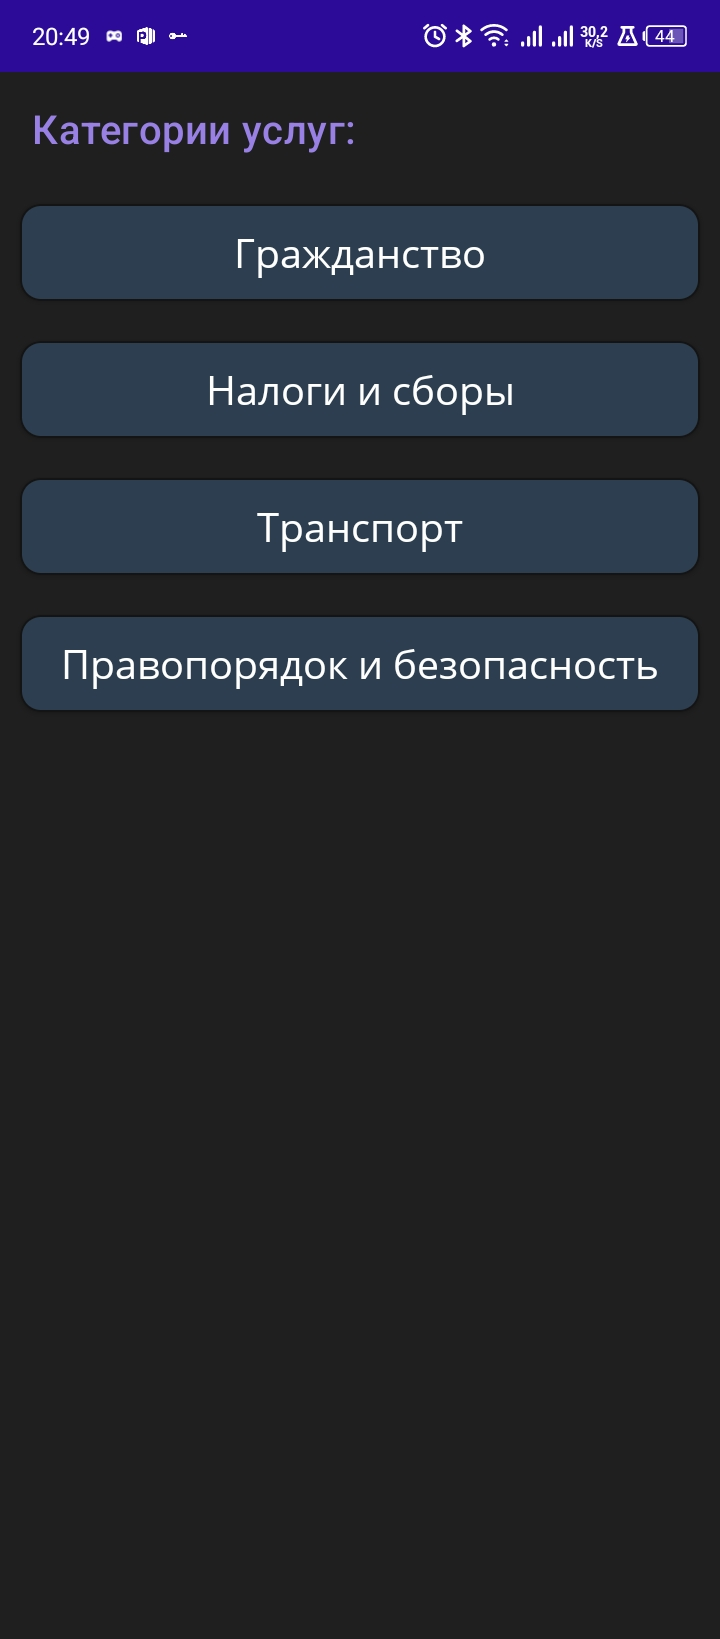 20:49 30,2 K/S 44
Категории услуг:
Гражданство
Налоги и сборы
Транспорт
Правопорядок и безопасность